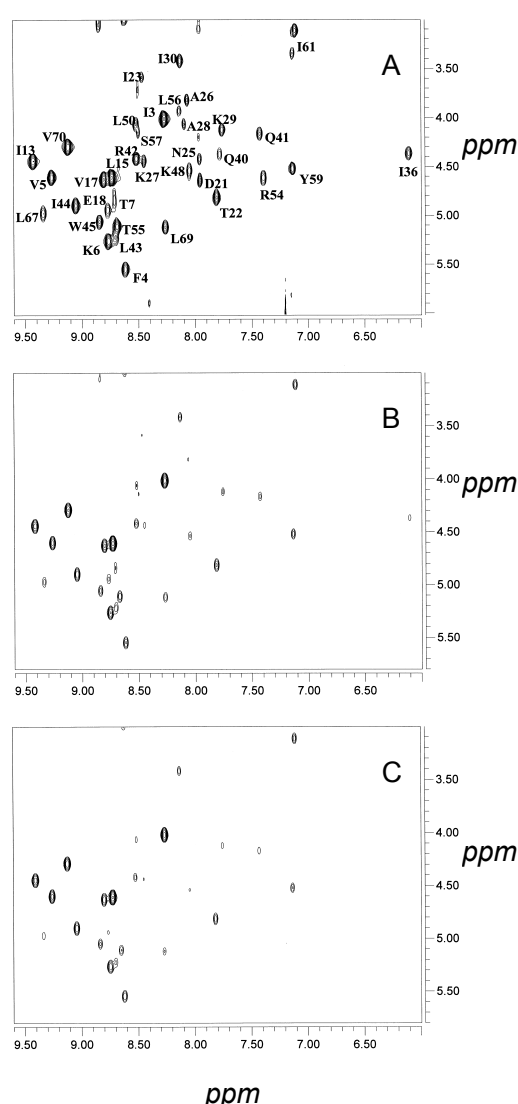 A
I61
I30
3.50
I23
L56 A26
I3
K29
4.00
L50
A28
Q41
V70
S57
ppm
I13
R42
N25
Q40
L15
4.50
K48
Y59
I36
V5
V17
K27
D21
R54
E18
T7
T22
I44
5.00
L67
W45
T55
L69
K6
L43
F4
5.50
9.50 9.00 8.50 8.00 7.50 7.00 6.50
B
3.50
4.00
ppm
4.50
5.00
5.50
9.50 9.00 8.50 8.00 7.50 7.00 6.50
C
3.50
4.00
ppm
4.50
5.00
5.50
9.50 9.00 8.50 8.00 7.50 7.00 6.50
ppm